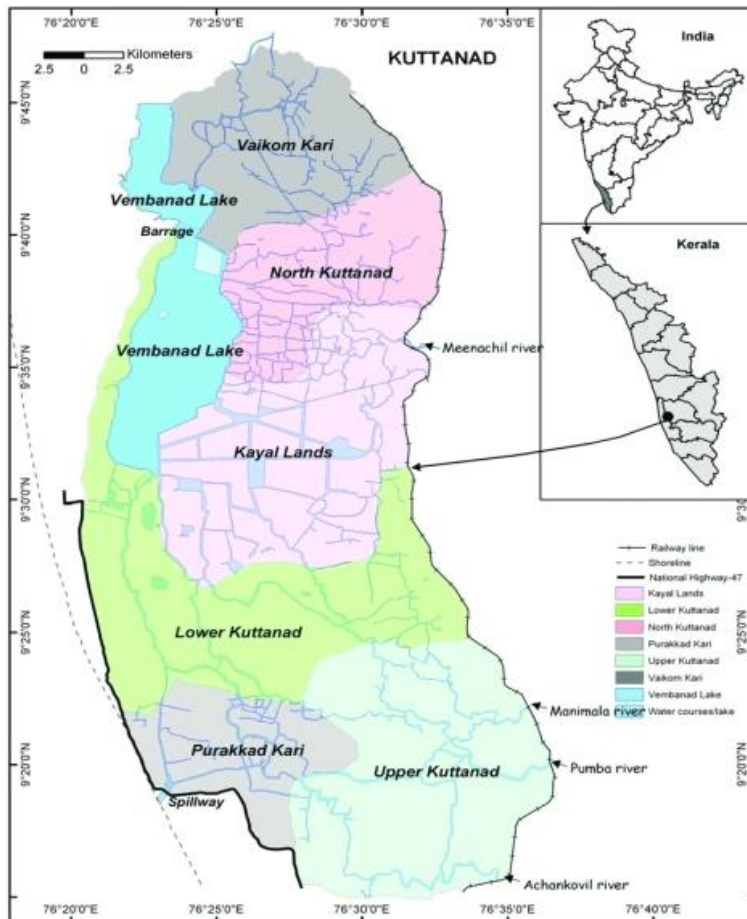 76°20'0"E 76°25'0"E 76°30'0"E 76°35'0"E
2.5 0 2.5 Kilometers
KUTTANAD
India
9°45'0"N
Vaikom Kari
Vembanad Lake
Barrage
9°40'0"N
North Kuttanad
Kerala
Vembanad Lake
Meenachil river
9°35'0"N
Kayal Lands
9°30'0"N
Railway line
Shoreline
National Highway-47
Kayal Lands
Lower Kuttanad
North Kuttanad
Purakkad Kari
Upper Kuttanad
Vaikom Kari
Vembanad Lake
Water courses/lake
Lower Kuttanad
9°25'0"N 9°25'0"N
Manimala river
Purakkad Kari
Upper Kuttanad
Pumba river
9°20'0"N 9°20'0"N
Spillway
Achankovil river
76°20'0"E 76°25'0"E 76°30'0"E 76°35'0"E 76°40'0"E